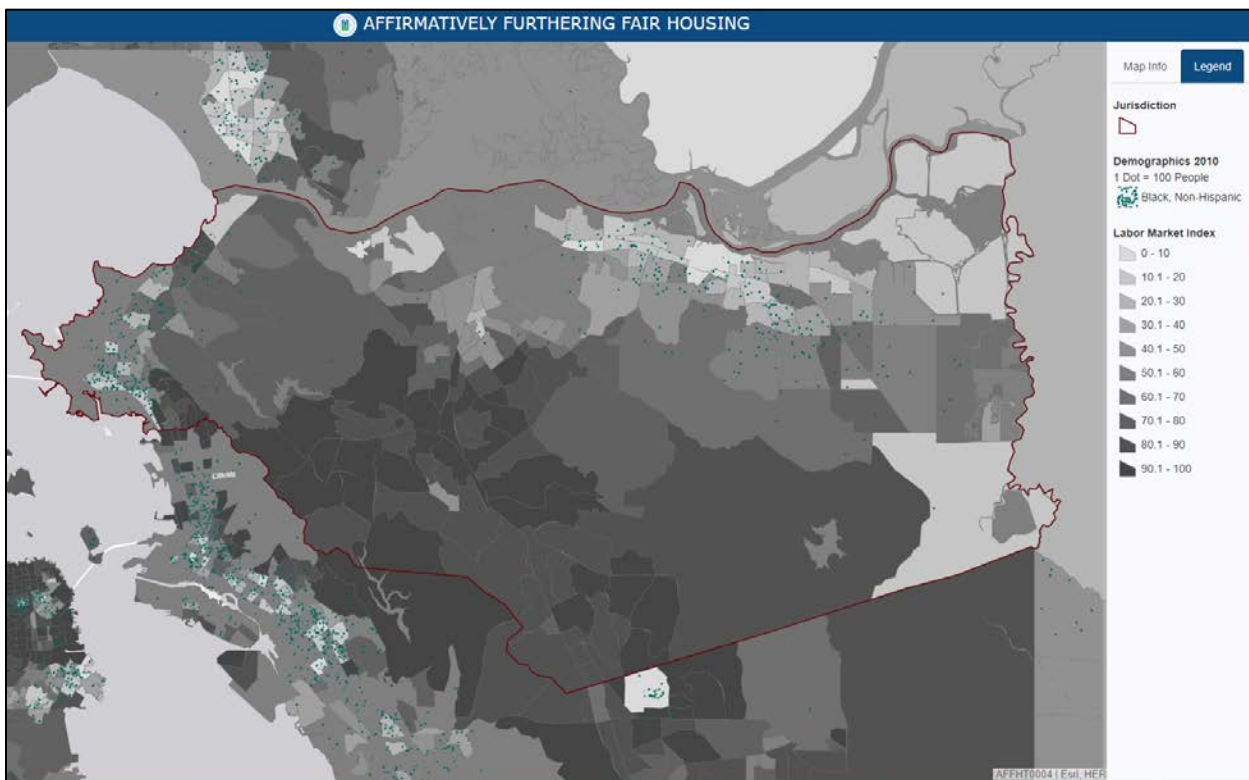 AFFIRMATIVELY FURTHERING FAIR HOUSING
Map Info
Legend
Jurisdiction
Demographics 2010
1 Dot = 100 People
Black, Non-Hispanic
Labor Market Index
0 - 10
10.1 - 20
20.1 - 30
30.1 - 40
40.1 - 50
50.1 - 60
60.1 - 70
70.1 - 80
80.1 - 90
90.1 - 100
AFFHT0004 | Esri, HER